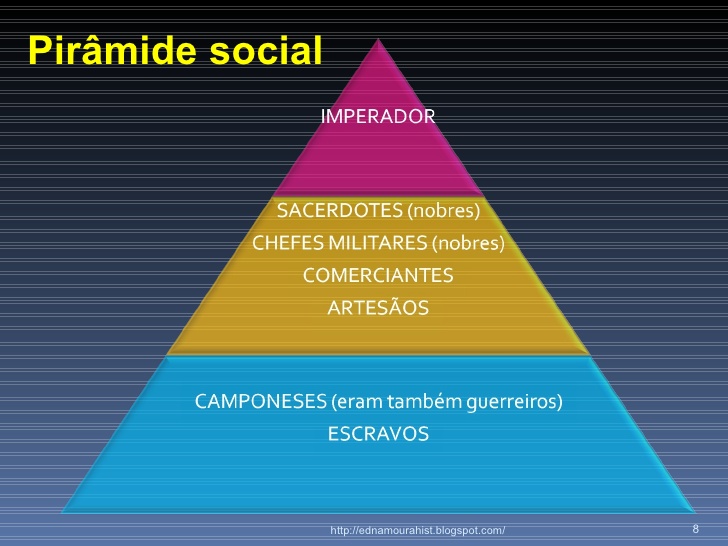 Pirâmide social
IMPERADOR
SACERDOTES (nobres)
CHEFES MILITARES (nobres)
COMERCIANTES
ARTESÃOS
CAMPONESES (eram também guerreiros)
ESCRAVOS
http://ednamourahist.blogspot.com/
8